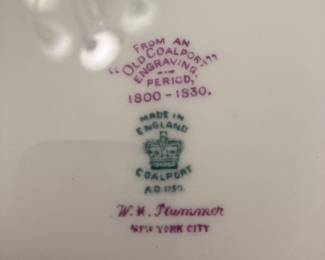 FROM AN
"OLD COALPORT"
ENGRAVING.
PERIOD,
1800-1830.
MADE IN
ENGLAND
COALPORT
A.D. 1750.
W. H. Plummer
NEW YORK CITY